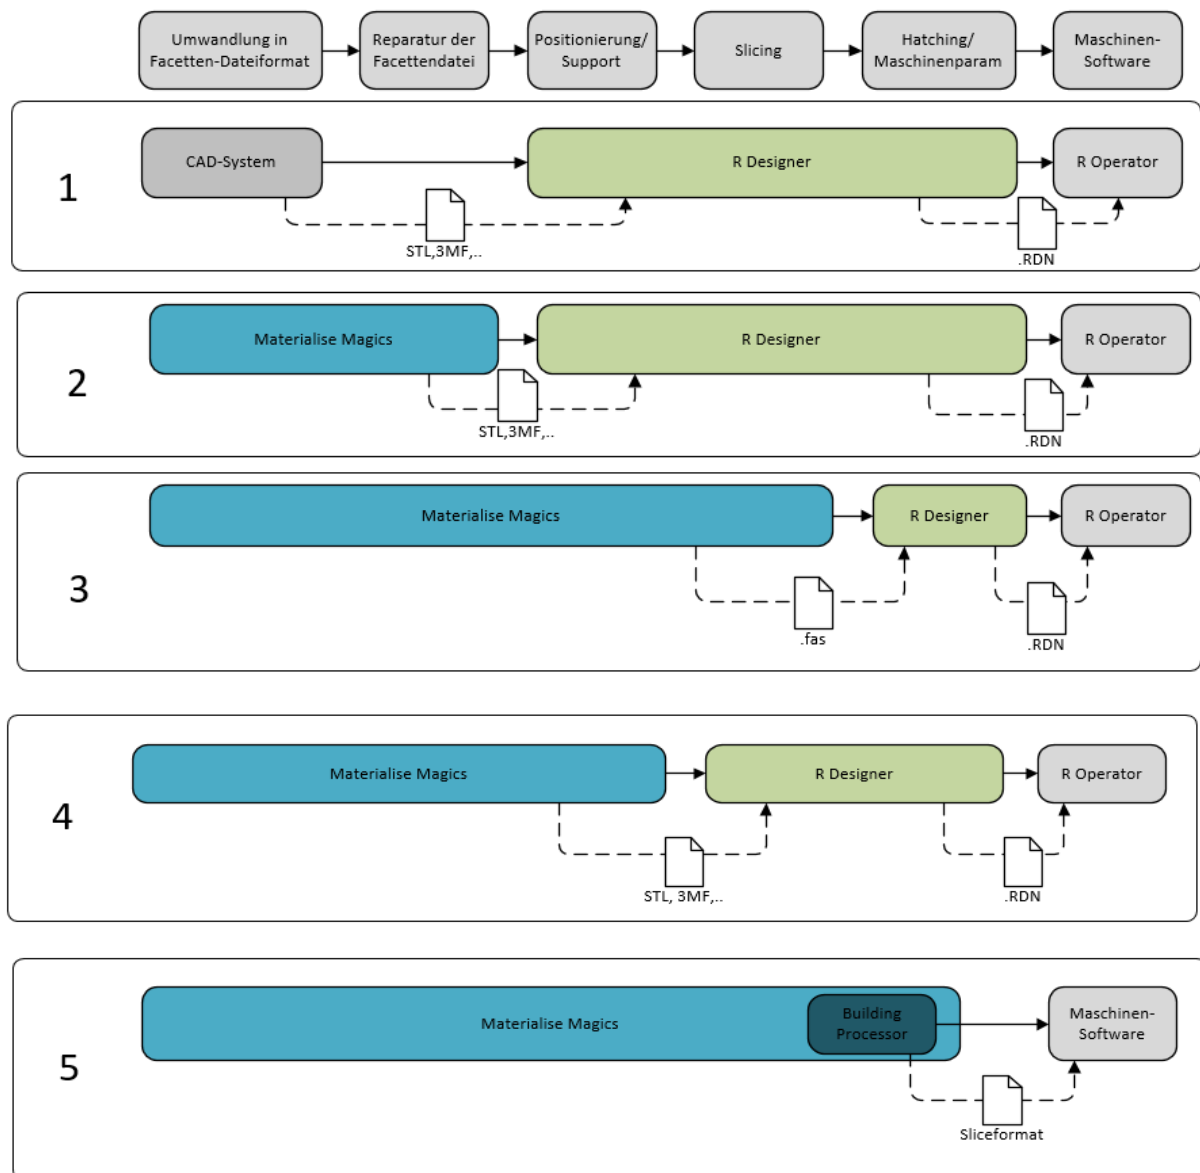 Umwandlung in
Facetten-Dateiformat
Reparatur der
Facettendatei
Positionierung/
Support
Slicing
Hatching/
Maschinenparam
Maschinen-
Software
1
CAD-System
R Designer
R Operator
STL,3MF,..
.RDN
2
Materialise Magics
R Designer
R Operator
STL,3MF,..
.RDN
3
Materialise Magics
R Designer
R Operator
.fas
.RDN
4
Materialise Magics
R Designer
R Operator
STL, 3MF,..
.RDN
5
Materialise Magics
Building
Processor
Maschinen-
Software
Sliceformat